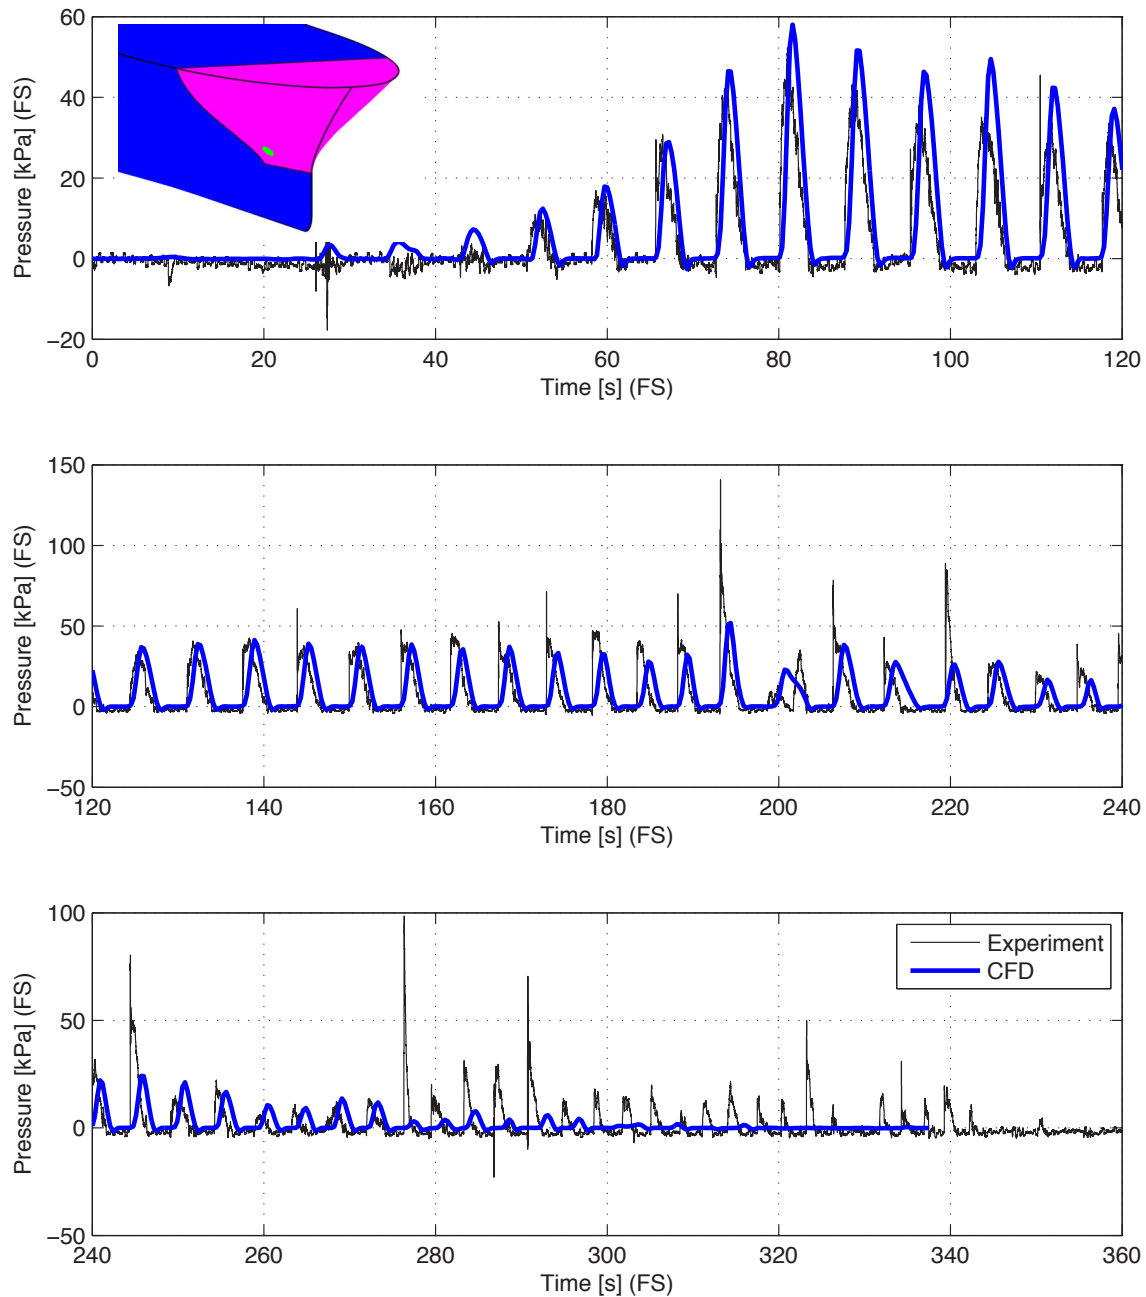 60
40
20
0
−20
Pressure [kPa] (FS)
0 20 40 60 80 100 120
Time [s] (FS)
150
100
50
0
−50
Pressure [kPa] (FS)
120 140 160 180 200 220 240
Time [s] (FS)
100
50
0
−50
Pressure [kPa] (FS)
Experiment
CFD
240 260 280 300 320 340 360
Time [s] (FS)